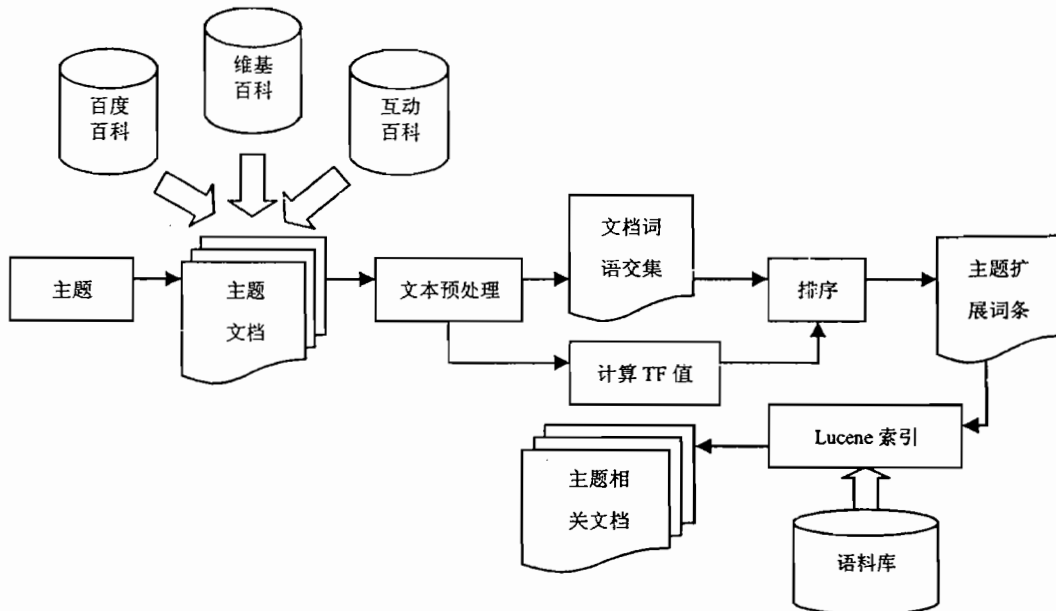 维基
百科
百度
百科
互动
百科
主题
主题
文档
文本预处理
文档词
语交集
计算 TF 值
排序
主题扩
展词条
Lucene 索引
主题相
关文档
语料库